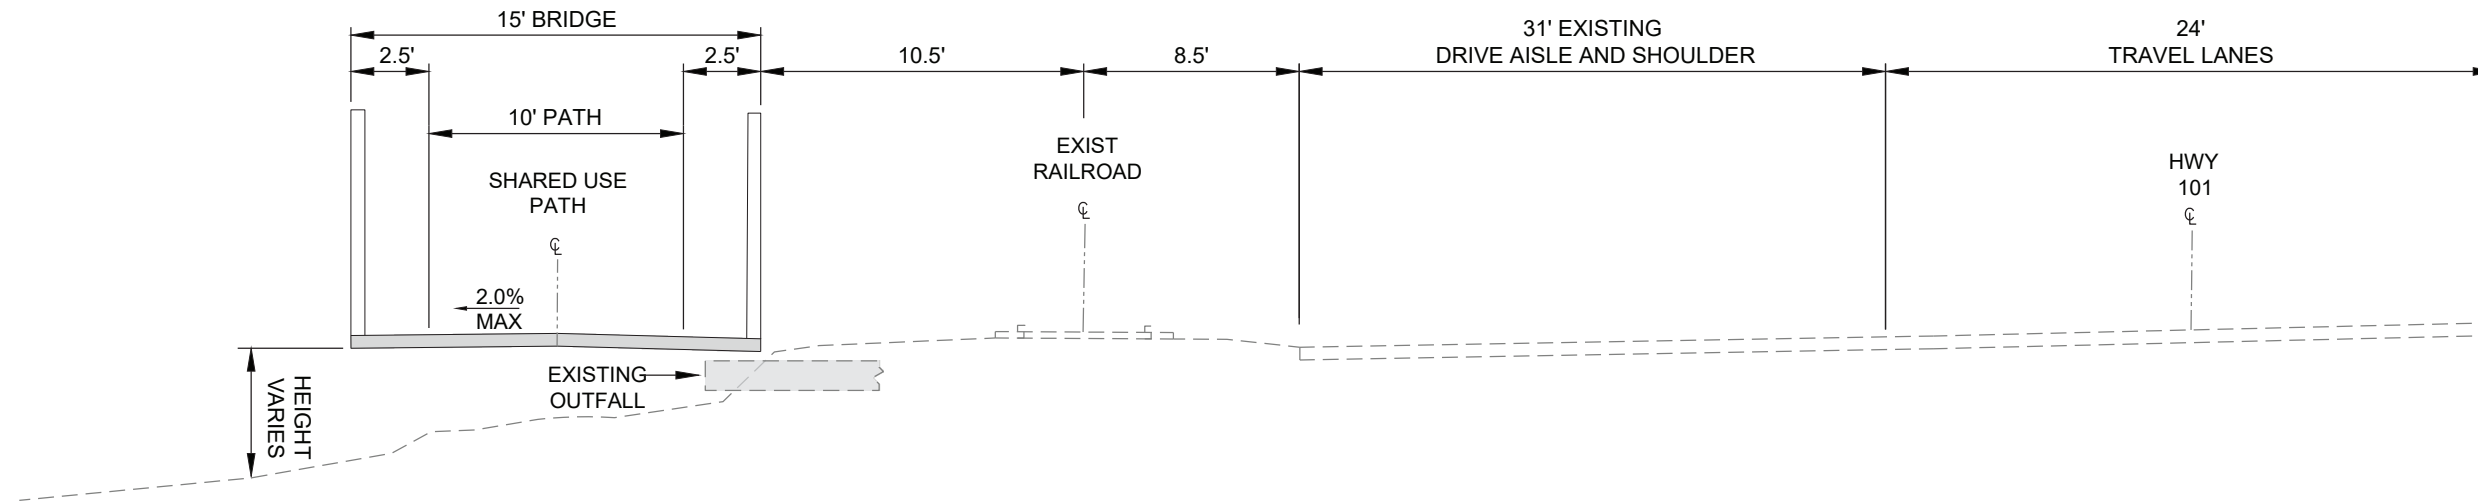 15' BRIDGE
2.5'
2.5'
10.5'
8.5'
31' EXISTING
DRIVE AISLE AND SHOULDER
24'
TRAVEL LANES
10' PATH
SHARED USE
PATH
℄
2.0%
MAX
EXIST
RAILROAD
℄
HWY
101
℄
EXISTING
OUTFALL
HEIGHT
VARIES